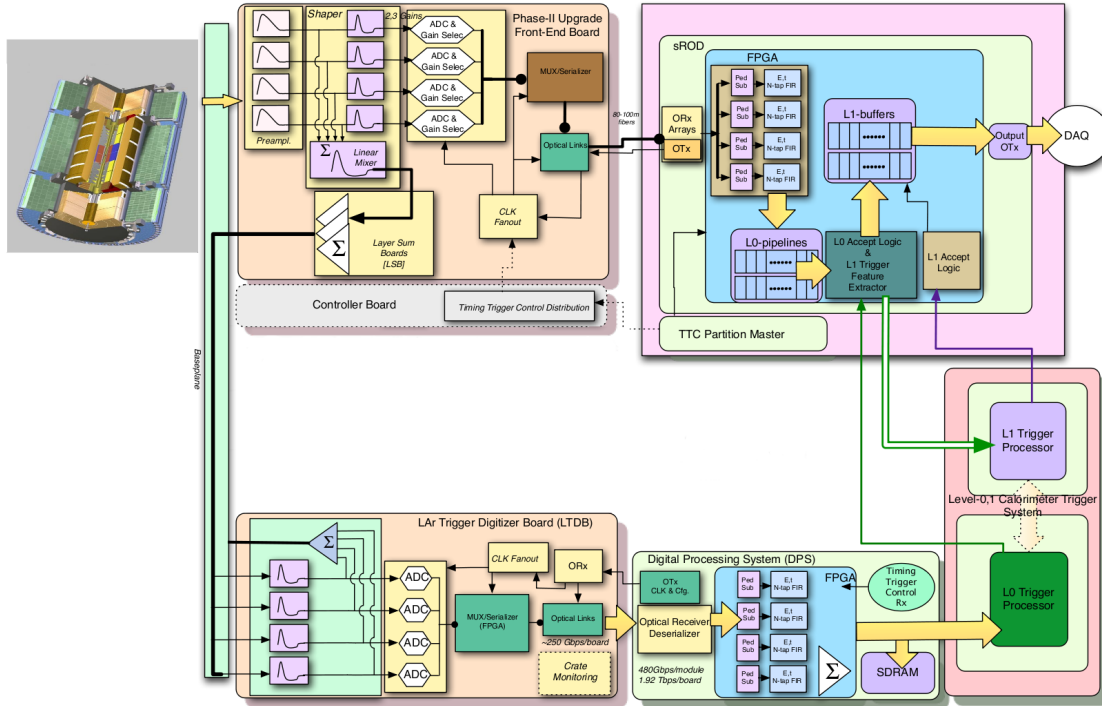 Shaper
2,3 Gains
Preampl.
Σ
Linear
Mixer
ADC &
Gain Selec.
ADC &
Gain Selec.
ADC &
Gain Selec.
ADC &
Gain Selec.
Phase-II Upgrade
Front-End Board
MUX/Serializer
Optical Links
80-100m
fibers
CLK
Fanout
Σ
Layer Sum
Boards
[LSB]
Controller Board
Timing Trigger Control Distribution
Baseplane
sROD
FPGA
ORx
Arrays
OTx
Ped
Sub
E,t
N-tap FIR
Ped
Sub
E,t
N-tap FIR
Ped
Sub
E,t
N-tap FIR
Ped
Sub
E,t
N-tap FIR
L1-buffers
Output
OTx
DAQ
L0-pipelines
L0 Accept Logic
&
L1 Trigger
Feature
Extractor
L1 Accept
Logic
TTC Partition Master
L1 Trigger
Processor
Level-0,1 Calorimeter Trigger
System
L0 Trigger
Processor
LAr Trigger Digitizer Board (LTDB)
Σ
ADC
ADC
ADC
ADC
CLK Fanout
ORx
MUX/Serializer
(FPGA)
Optical Links
~250 Gbps/board
Crate
Monitoring
Digital Processing System (DPS)
OTx
CLK & Cfg.
Optical Receiver
Deserializer
480Gbps/module
1.92 Tbps/board
FPGA
Ped
Sub
E,t
N-tap FIR
Ped
Sub
E,t
N-tap FIR
Ped
Sub
E,t
N-tap FIR
Ped
Sub
E,t
N-tap FIR
Σ
Timing
Trigger
Control
Rx
SDRAM